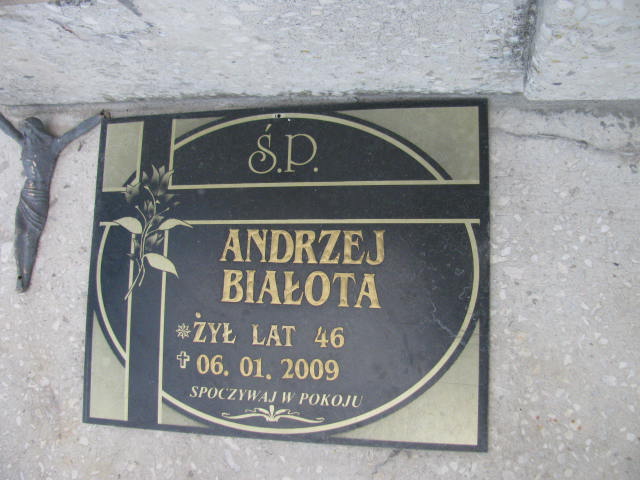 Ś.P.
ANDRZEJ
BIAŁOTA
ŻYŁ LAT 46
06. 01. 2009
SPOCZYWAJ W POKOJU